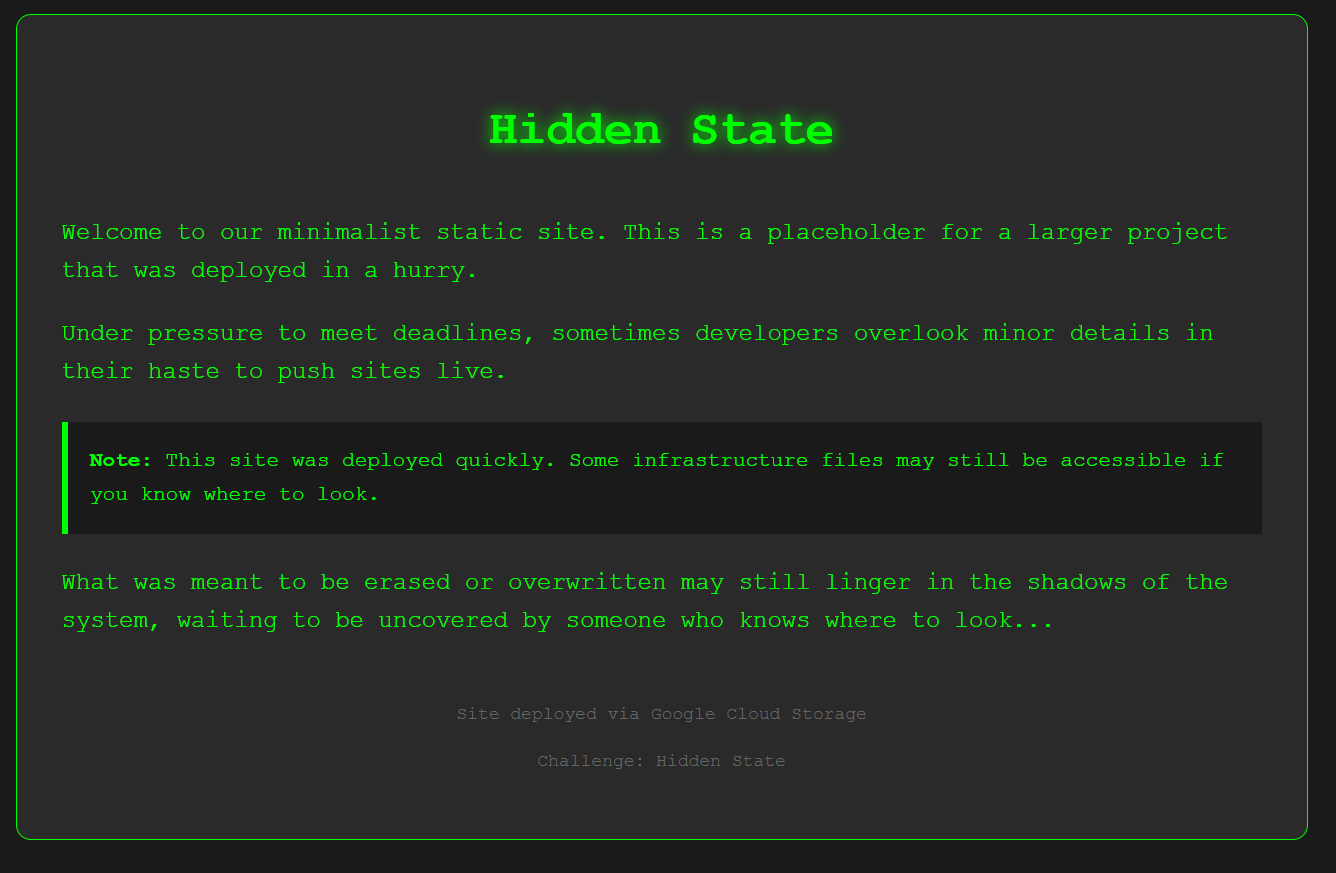 Hidden State
Welcome to our minimalist static site. This is a placeholder for a larger project
that was deployed in a hurry.
Under pressure to meet deadlines, sometimes developers overlook minor details in
their haste to push sites live.
Note: This site was deployed quickly. Some infrastructure files may still be accessible if
you know where to look.
What was meant to be erased or overwritten may still linger in the shadows of the
system, waiting to be uncovered by someone who knows where to look...
Site deployed via Google Cloud Storage
Challenge: Hidden State